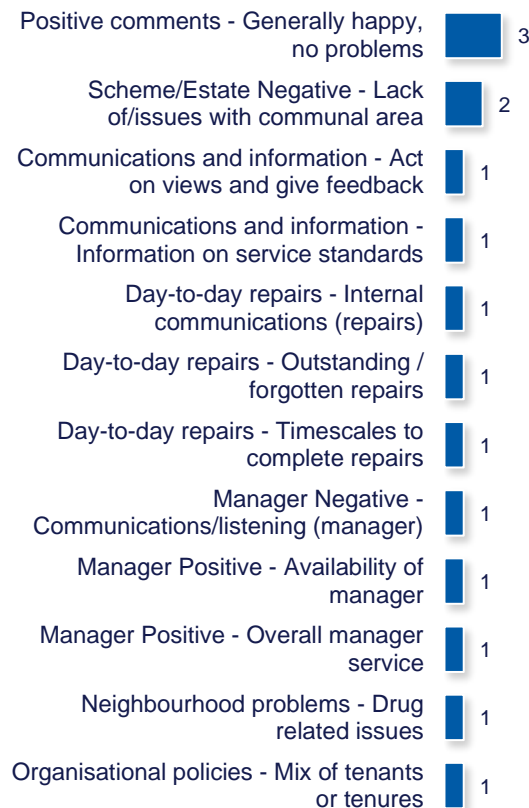 Positive comments - Generally happy,
no problems
3
Scheme/Estate Negative - Lack
of/issues with communal area
2
Communications and information - Act
on views and give feedback
1
Communications and information -
Information on service standards
1
Day-to-day repairs - Internal
communications (repairs)
1
Day-to-day repairs - Outstanding /
forgotten repairs
1
Day-to-day repairs - Timescales to
complete repairs
1
Manager Negative -
Communications/listening (manager)
1
Manager Positive - Availability of
manager
1
Manager Positive - Overall manager
service
1
Neighbourhood problems - Drug
related issues
1
Organisational policies - Mix of tenants
or tenures
1